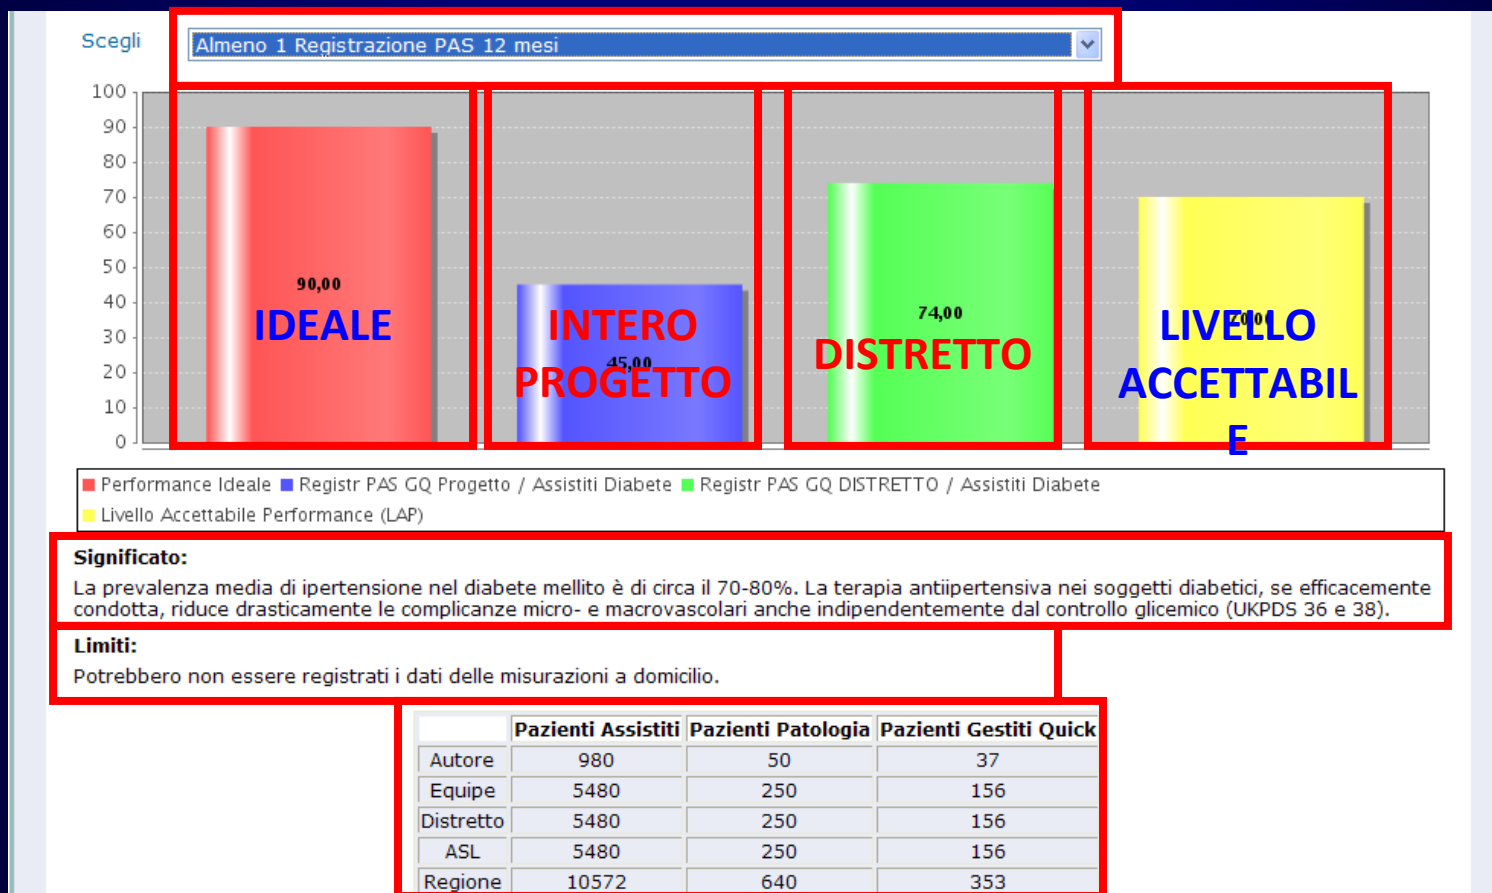 Scegli
Almeno 1 Registrazione PAS 12 mesi
100
90
80
70
60
50
40
30
20
10
0
90,00
IDEALE
INTERO
45,00
PROGETTO
74,00
DISTRETTO
70,00
LIVELLO
ACCETTABIL
E
Performance Ideale Registr PAS GQ Progetto / Assistiti Diabete Registr PAS GQ DISTRETTO / Assistiti Diabete
Livello Accettabile Performance (LAP)
Significato:
La prevalenza media di ipertensione nel diabete mellito è di circa il 70-80%. La terapia antiipertensiva nei soggetti diabetici, se efficacemente
condotta, riduce drasticamente le complicanze micro- e macrovascolari anche indipendentemente dal controllo glicemico (UKPDS 36 e 38).
Limiti:
Potrebbero non essere registrati i dati delle misurazioni a domicilio.
Pazienti Assistiti Pazienti Patologia Pazienti Gestiti Quick
Autore 980 50 37
Equipe 5480 250 156
Distretto 5480 250 156
ASL 5480 250 156
Regione 10572 640 353